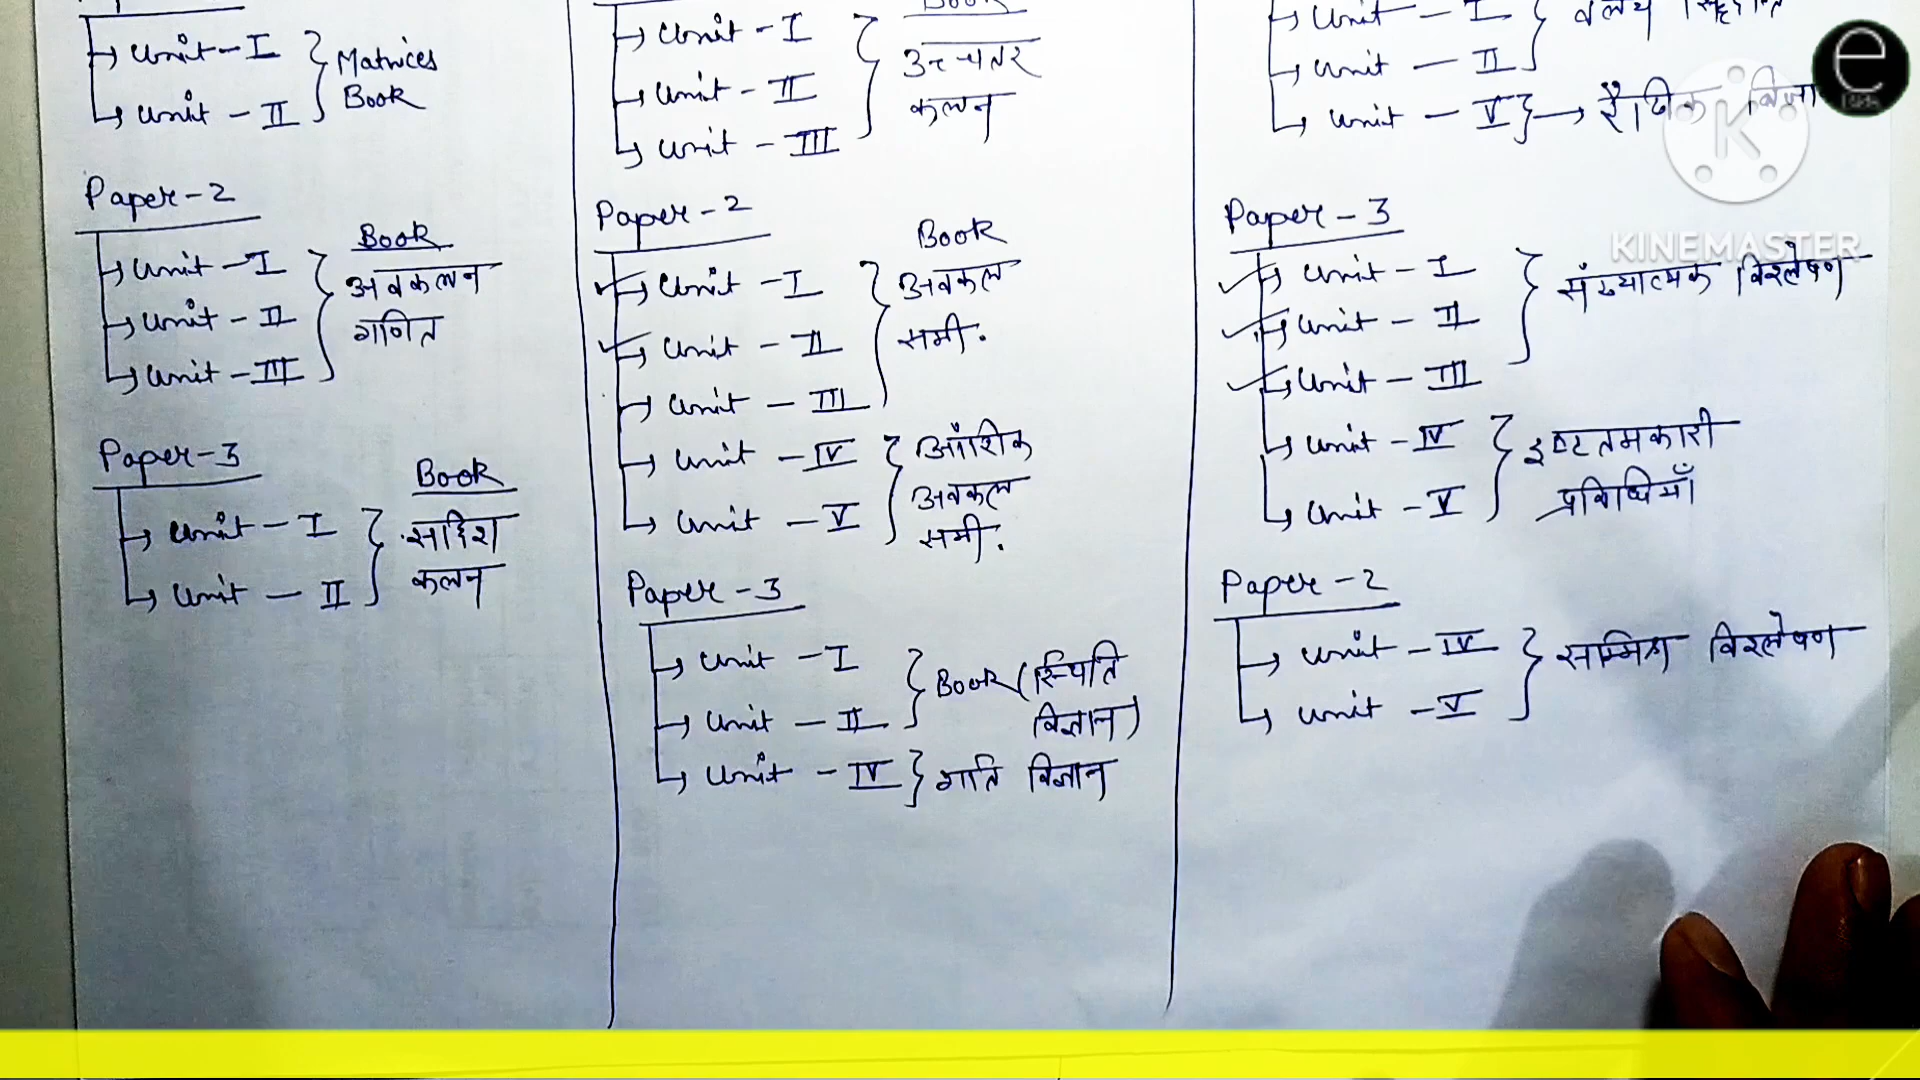 Unit - I
Matrices
Unit - II
Book
Paper - 2
Book
Unit - I
अवकलन
Unit - II
गणित
Unit - III
Paper - 3
Book
Unit - I
सदिश
Unit - II
कलन
Book
Unit - I
उच्चतर
Unit - II
कलन
Unit - III
Paper - 2
Book
Unit - I
अवकल
Unit - II
समी.
Unit - III
Unit - IV
आँशिक
अवकल
Unit - V
समी.
Paper - 3
Unit - I
Book (स्थिति
Unit - II
विज्ञान)
Unit - IV } गति विज्ञान
Unit - I
Unit - II
Unit - V } →
Paper - 3
Unit - I
संख्यात्मक विश्लेषण
Unit - II
Unit - III
Unit - IV
इष्टतमकारी
Unit - V
प्रविधियाँ
Paper - 2
Unit - IV
सम्मिश्र विश्लेषण
Unit - V
e
K
KINEMASTER